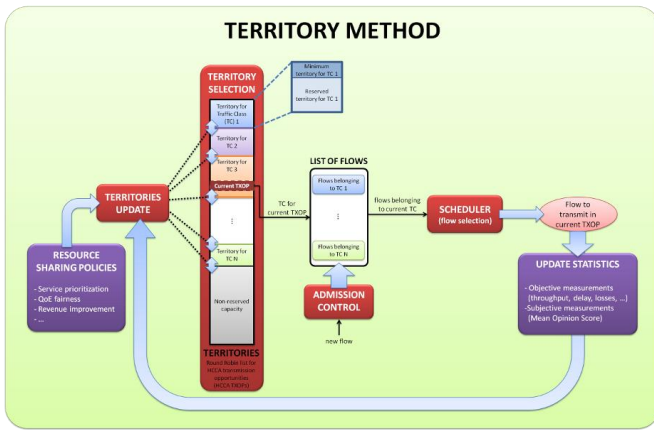 TERRITORY METHOD
TERRITORY
SELECTION
Minimum
territory for TC 1
Reserved
territory for TC 1
Territory for
Traffic Class
(TC) 1
Territory for
TC 2
Territory for
TC 3
Current TXOP
⋮
Territory for
TC N
Non-reserved
capacity
TERRITORIES
Round Robin list for
HCCA transmission
opportunities
(HCCA TXOPs)
TERRITORIES
UPDATE
RESOURCE
SHARING POLICIES
- Service prioritization
- QoE fairness
- Revenue improvement
- ...
TC for
current TXOP
LIST OF FLOWS
Flows belonging
to TC 1
⋮
Flows belonging
to TC N
ADMISSION
CONTROL
new flow
flows belonging
to current TC
SCHEDULER
(flow selection)
Flow to
transmit in
current TXOP
UPDATE STATISTICS
- Objective measurements
(throughput, delay, losses, ...)
-Subjective measurements
(Mean Opinion Score)